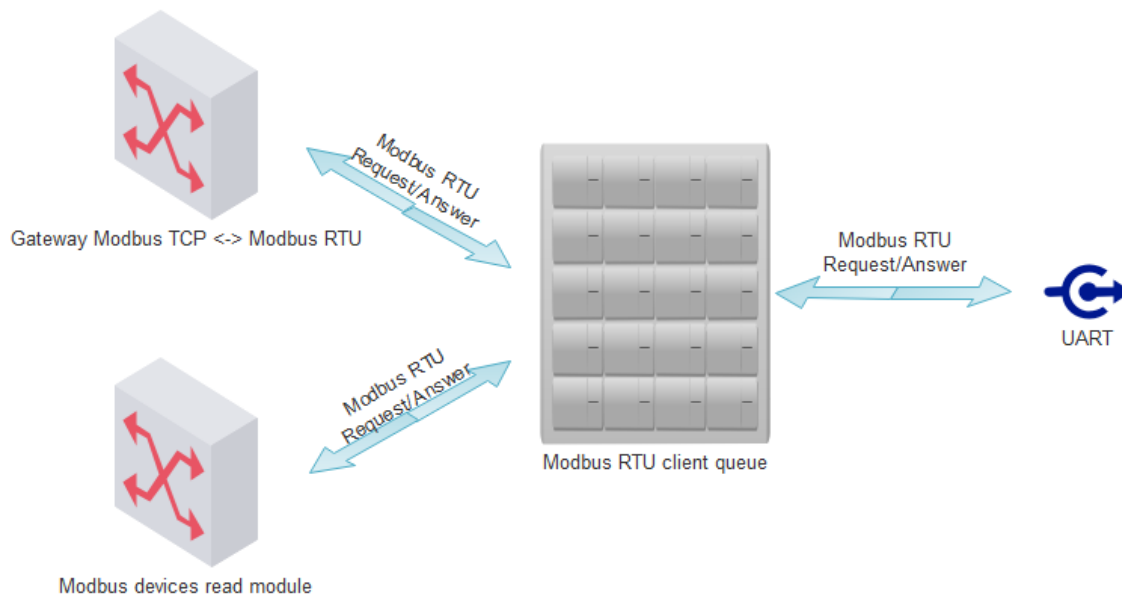 Modbus RTU
Request/Answer
Gateway Modbus TCP <-> Modbus RTU
Modbus RTU
Request/Answer
UART
Modbus RTU
Request/Answer
Modbus RTU client queue
Modbus devices read module